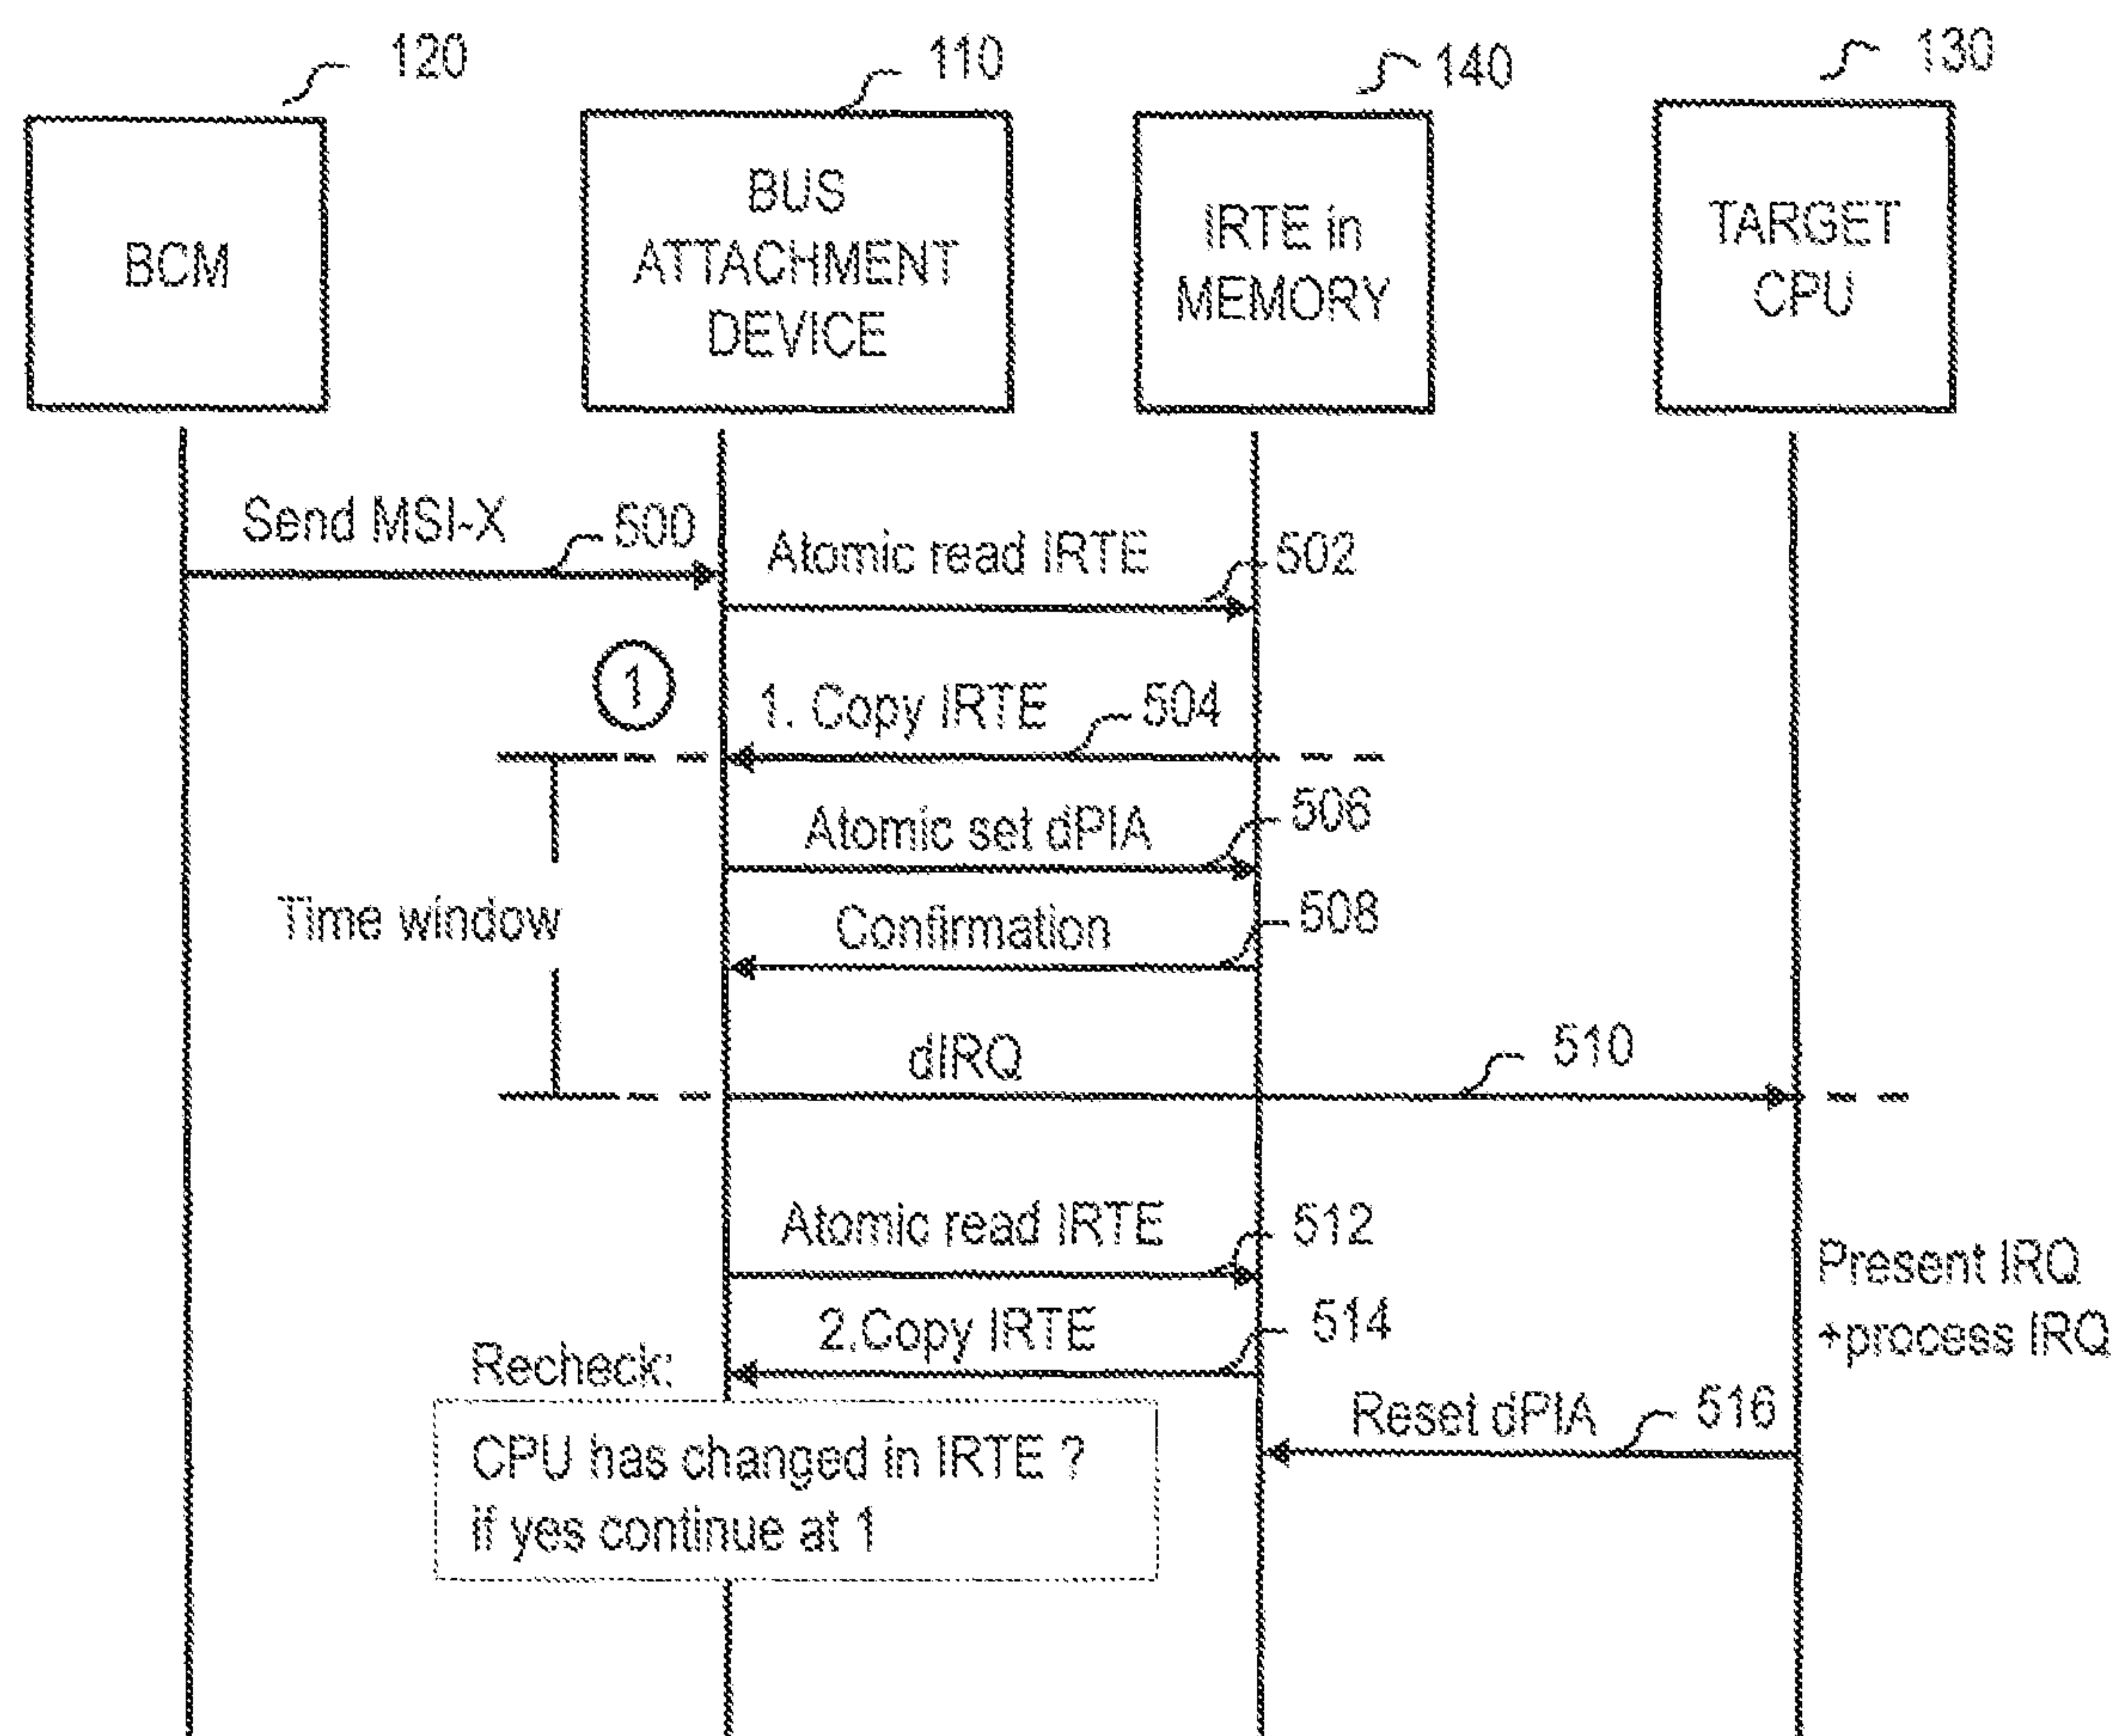 120
110
140
130
BCM
BUS
ATTACHMENT
DEVICE
IRTE in
MEMORY
TARGET
CPU
Send MSI-X
500
Atomic read IRTE
502
1
1. Copy IRTE
504
Atomic set dPIA
506
Time window
Confirmation
508
dIRQ
510
Atomic read IRTE
512
Present IRQ
+process IRQ
2.Copy IRTE
514
Recheck:
Reset dPIA
516
CPU has changed in IRTE ?
if yes continue at 1